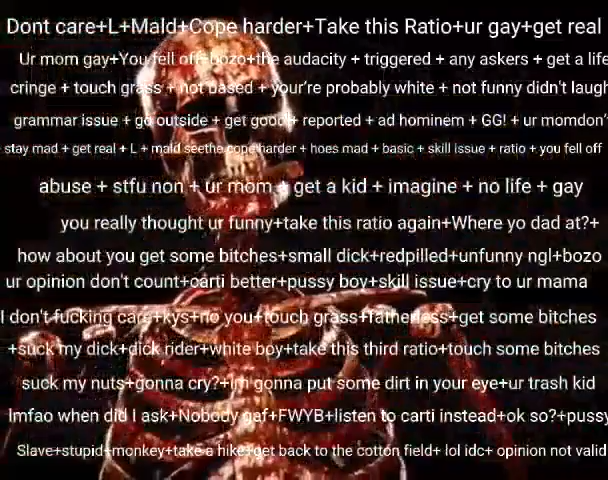 Dont care+L+Mald+Cope harder+Take this Ratio+ur gay+get real
Ur mom gay+You fell off+bozo+the audacity + triggered + any askers + get a life
cringe + touch grass + not based + your're probably white + not funny didn't laugh
grammar issue + go outside + get good + reported + ad hominem + GG! + ur momdon'
stay mad + get real + L + mald seethe cope harder + hoes mad + basic + skill issue + ratio + you fell off
abuse + stfu non + ur mom + get a kid + imagine + no life + gay
you really thought ur funny+take this ratio again+Where yo dad at?+
how about you get some bitches+small dick+redpilled+unfunny ngl+bozo
ur opinion don't count+carti better+pussy boy+skill issue+cry to ur mama
I don't fucking care+kys+no you+touch grass+fatherless+get some bitches
+suck my dick+dick rider+white boy+take this third ratio+touch some bitches
suck my nuts+gonna cry?+im gonna put some dirt in your eye+ur trash kid
lmfao when did I ask+Nobody gaf+FWYB+listen to carti instead+ok so?+pussy
Slave+stupid+monkey+take a hike+get back to the cotton field+ lol idc+ opinion not valid